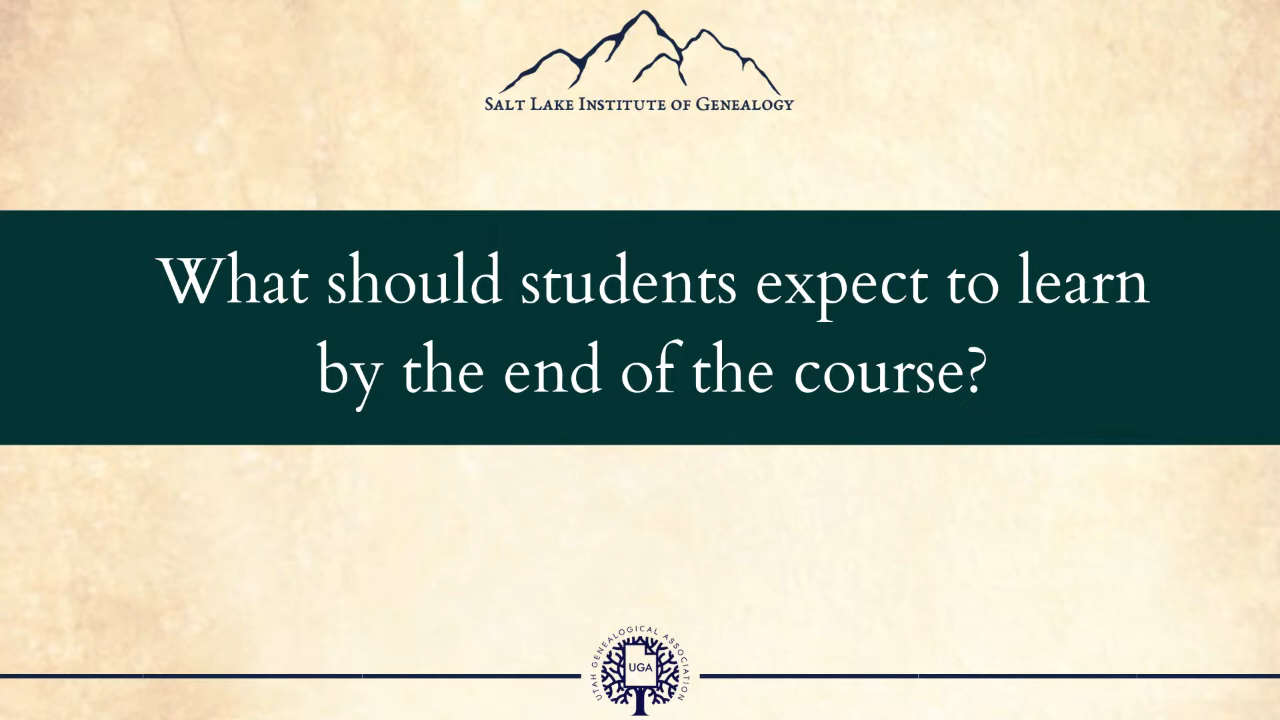 Salt Lake Institute of Genealogy
What should students expect to learn
by the end of the course?
UTAH GENEALOGICAL ASSOCIATION
UGA